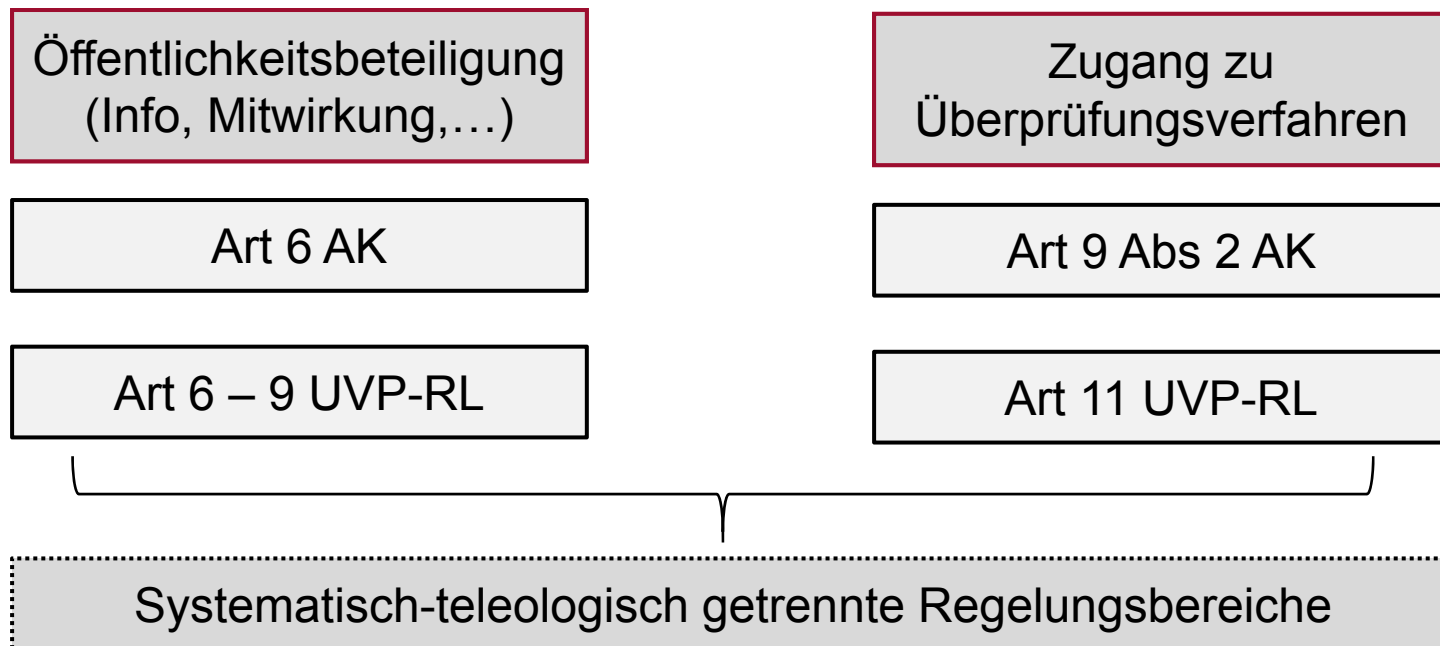 Öffentlichkeitsbeteiligung
(Info, Mitwirkung,…)
Zugang zu
Überprüfungsverfahren
Art 6 AK
Art 9 Abs 2 AK
Art 6 – 9 UVP-RL
Art 11 UVP-RL
Systematisch-teleologisch getrennte Regelungsbereiche